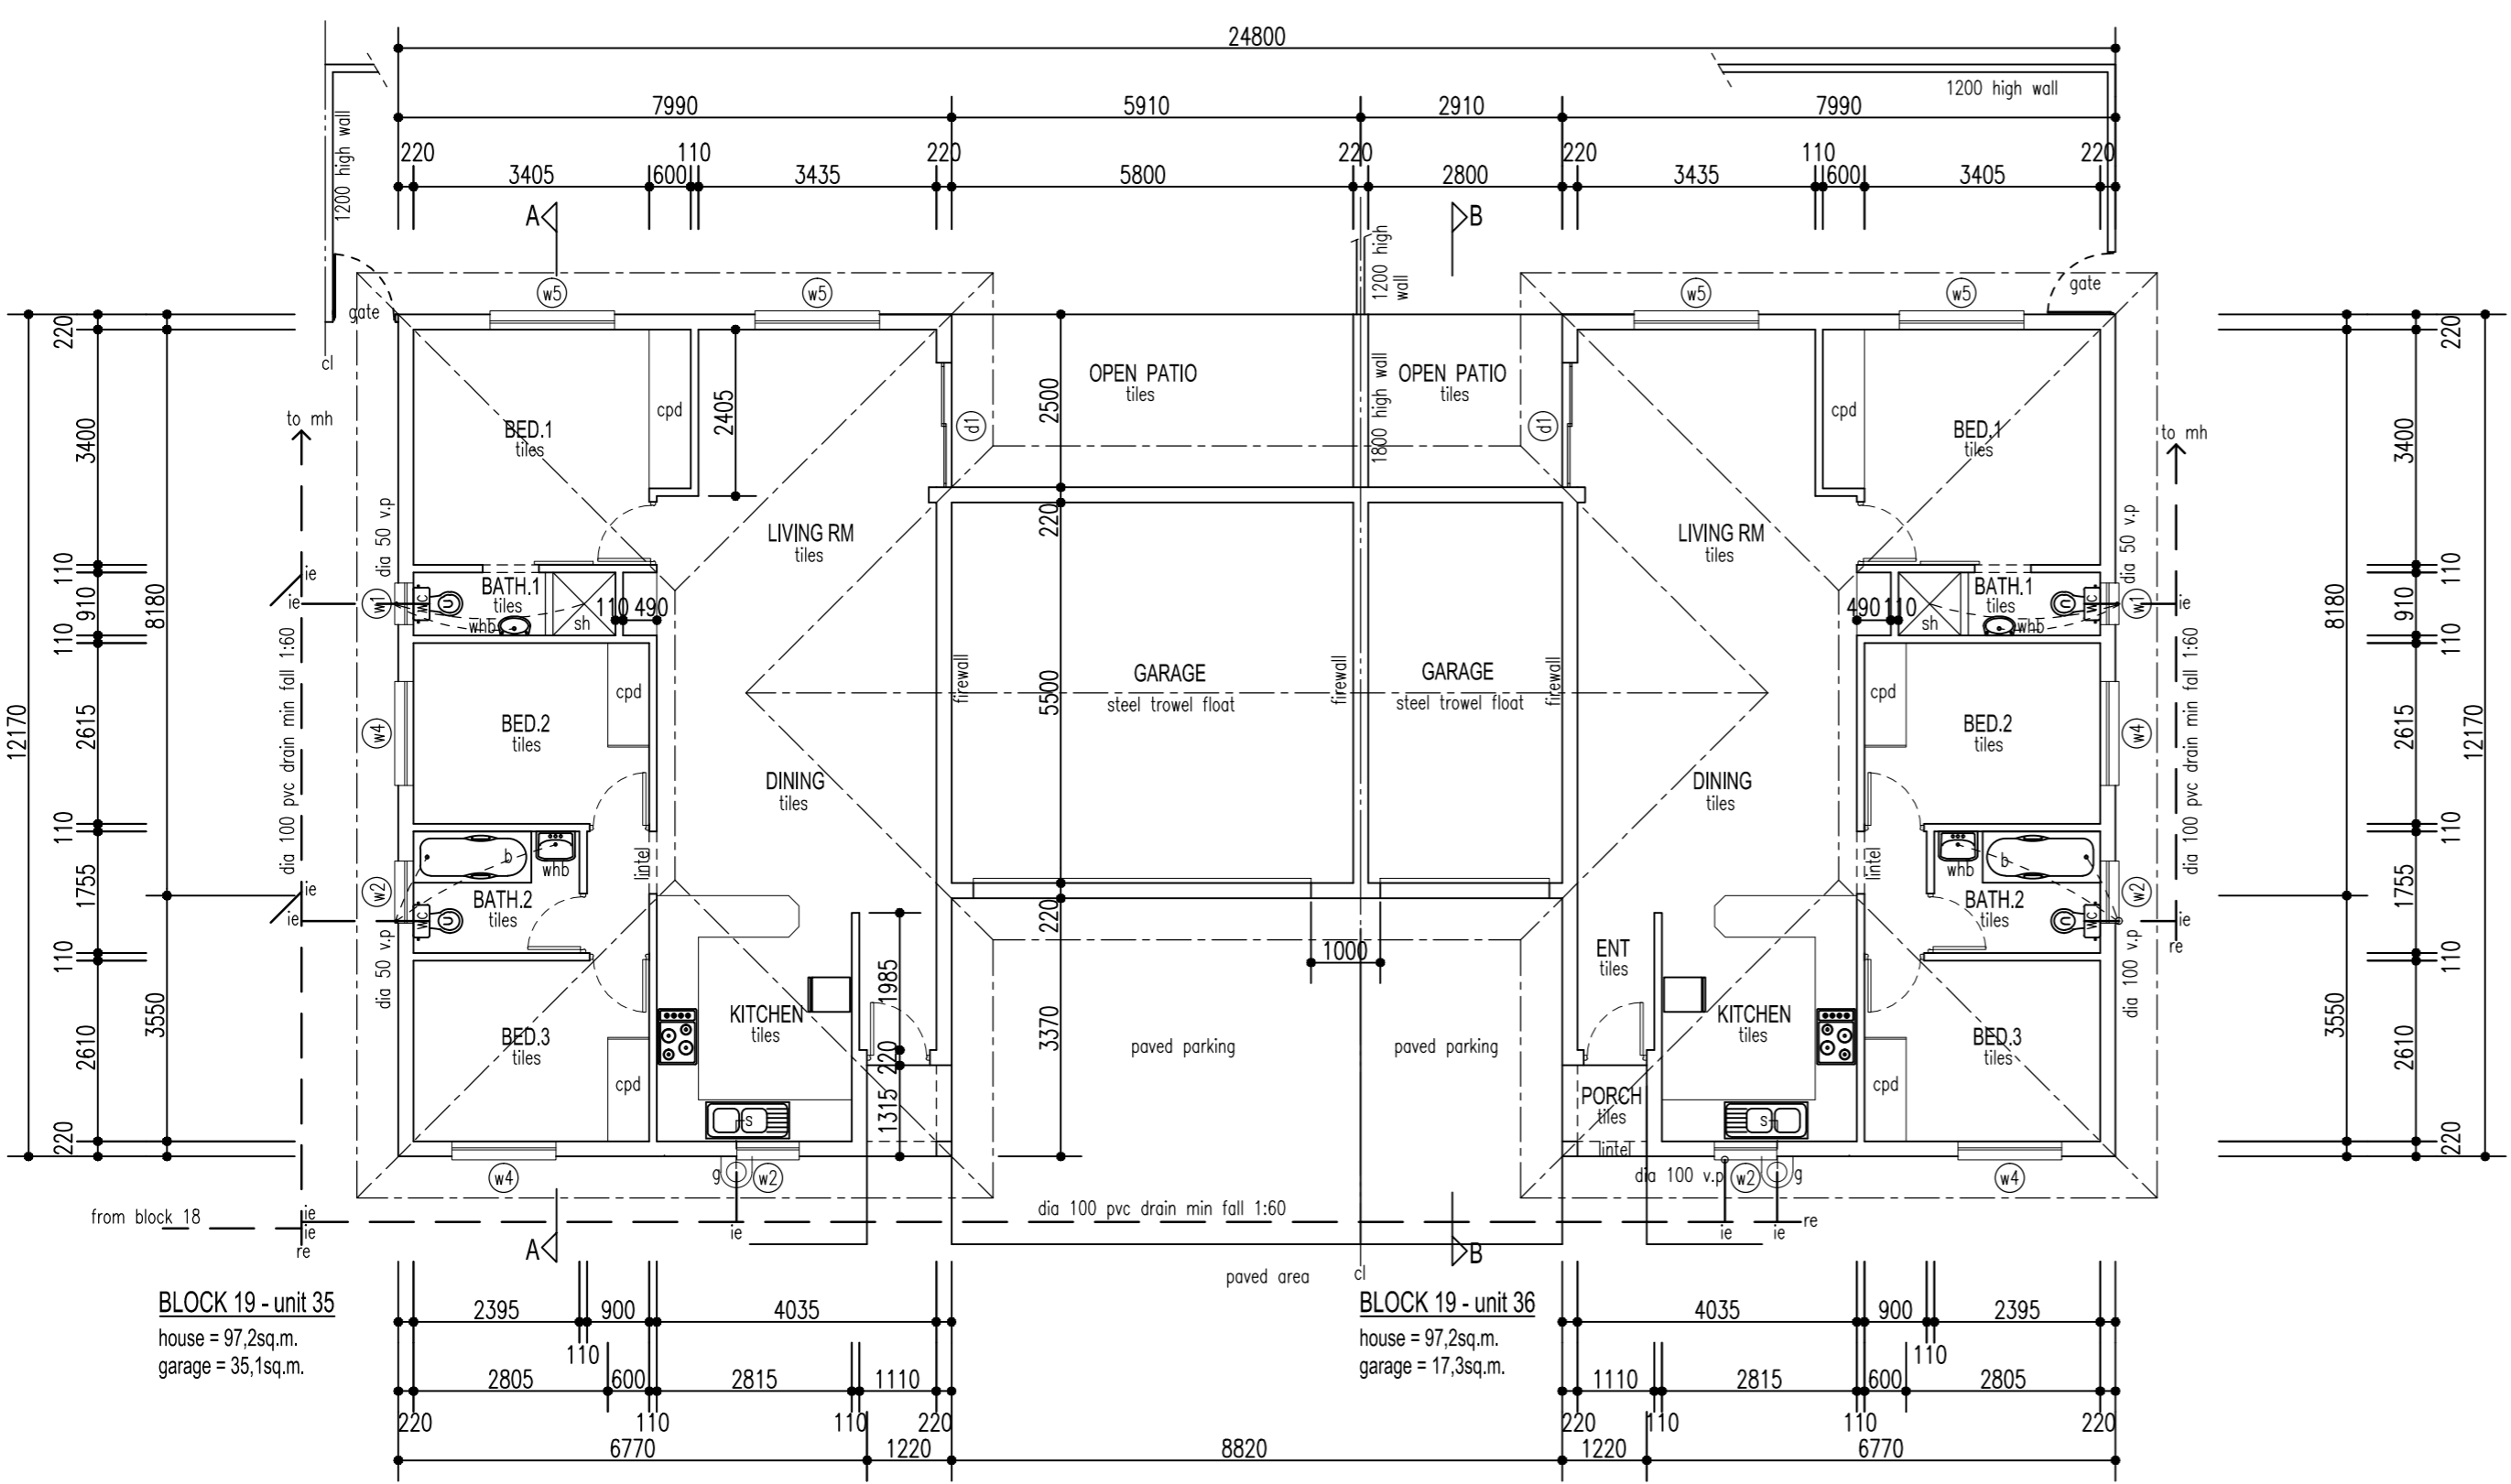 24800
1200 high wall
7990
5910
2910
7990
1200 high wall
220
110
220
220
220
110
220
3405
600
3435
5800
2800
3435
600
3405
A
B
1200 high
wall
w5
w5
w5
w5
gate
gate
cl
220
220
OPEN PATIO
tiles
OPEN PATIO
tiles
2500
1800 high wall
d1
d1
cpd
2405
cpd
BED.1
tiles
BED.1
tiles
to mh
to mh
3400
3400
dia 50 v.p
dia 50 v.p
220
LIVING RM
tiles
LIVING RM
tiles
110
910
110
8180
ie
ie
w1
WC
BATH.1
tiles
whb
sh
110
490
490
110
sh
BATH.1
tiles
whb
WC
w1
ie
8180
110
910
110
dia 100 pvc drain min fall 1:60
dia 100 pvc drain min fall 1:60
firewall
firewall
firewall
GARAGE
steel trowel float
GARAGE
steel trowel float
5500
cpd
cpd
12170
2615
w4
BED.2
tiles
BED.2
tiles
w4
2615
12170
DINING
tiles
DINING
tiles
110
1755
110
110
1755
110
b
whb
lintel
lintel
whb
b
ie
ie
w2
WC
BATH.2
tiles
BATH.2
tiles
WC
w2
ie
re
220
1000
ENT
tiles
1985
dia 50 v.p
dia 100 v.p
3550
2610
BED.3
tiles
KITCHEN
tiles
3370
paved parking
paved parking
KITCHEN
tiles
BED.3
tiles
3550
2610
220
cpd
cpd
1315
PORCH
tiles
s
s
220
220
lintel
g
w4
w2
dia 100 v.p
w2
g
w4
from block 18
ie
ie
re
dia 100 pvc drain min fall 1:60
re
ie
ie
ie
A
B
paved area
cl
BLOCK 19 - unit 35
house = 97,2sq.m.
garage = 35,1sq.m.
BLOCK 19 - unit 36
house = 97,2sq.m.
garage = 17,3sq.m.
2395
900
4035
4035
900
2395
110
110
2805
600
2815
1110
1110
2815
600
2805
220
110
110
220
220
110
110
220
6770
1220
8820
1220
6770